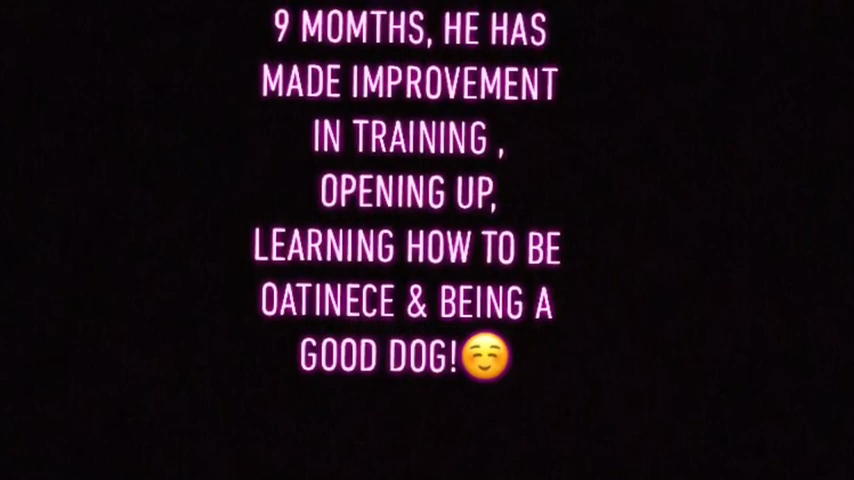 9 MOMTHS, HE HAS
MADE IMPROVEMENT
IN TRAINING ,
OPENING UP,
LEARNING HOW TO BE
OATINECE & BEING A
GOOD DOG!☺️